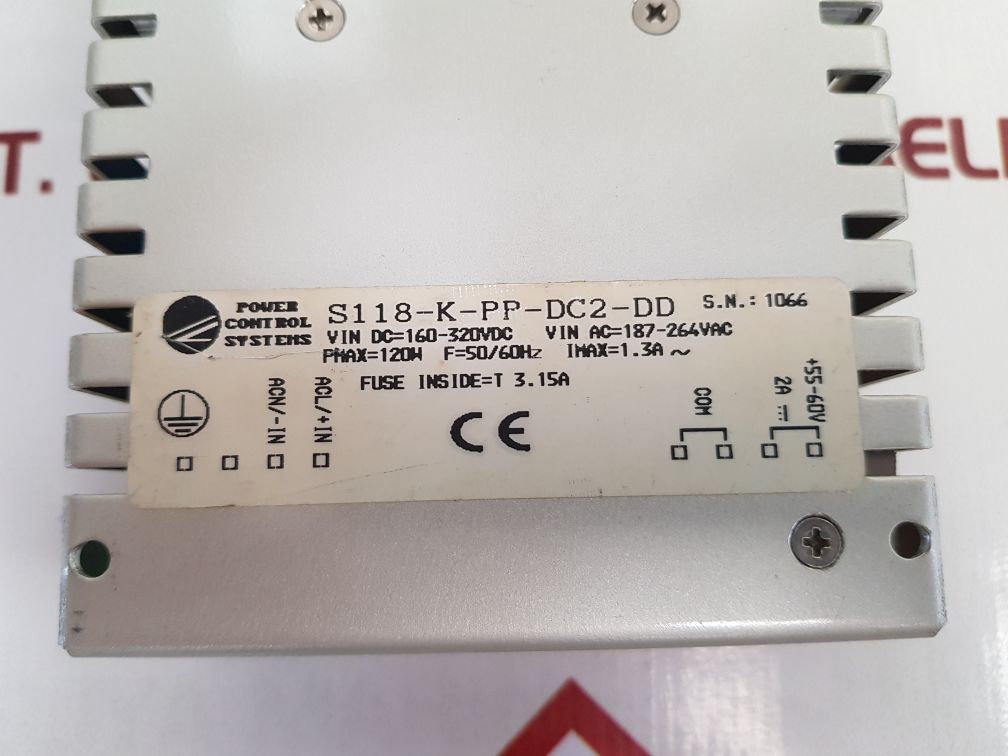 T.
ELE
POWER
CONTROL
SYSTEMS
S118-K-PP-DC2-DD S.N.: 1066
VIN DC=160-320VDC VIN AC=187-264VAC
PMAX=120W F=50/60Hz IMAX=1.3A ~
FUSE INSIDE=T 3.15A
ACN/-IN
ACL/+IN
CE
COM
+55-60V
2A ⎓